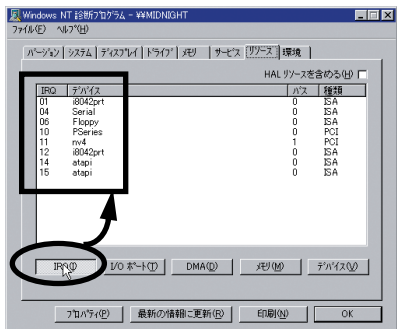 Windows NT 診断プログラム - ¥¥MIDNIGHT
ファイル(F) ヘルプ(H)
バージョン システム ディスプレイ ドライブ メモリ サービス リソース 環境
HAL リソースを含める(H)
IRQ デバイス バス 種類
01 i8042prt 0 ISA
04 Serial 0 ISA
06 Floppy 0 ISA
10 PSeries 0 PCI
11 nv4 1 PCI
12 i8042prt 0 ISA
14 atapi 0 ISA
15 atapi 0 ISA
IRQ(I) I/O ポート(T) DMA(D) メモリ(M) デバイス(V)
プロパティ(P) 最新の情報に更新(R) 印刷(N) OK